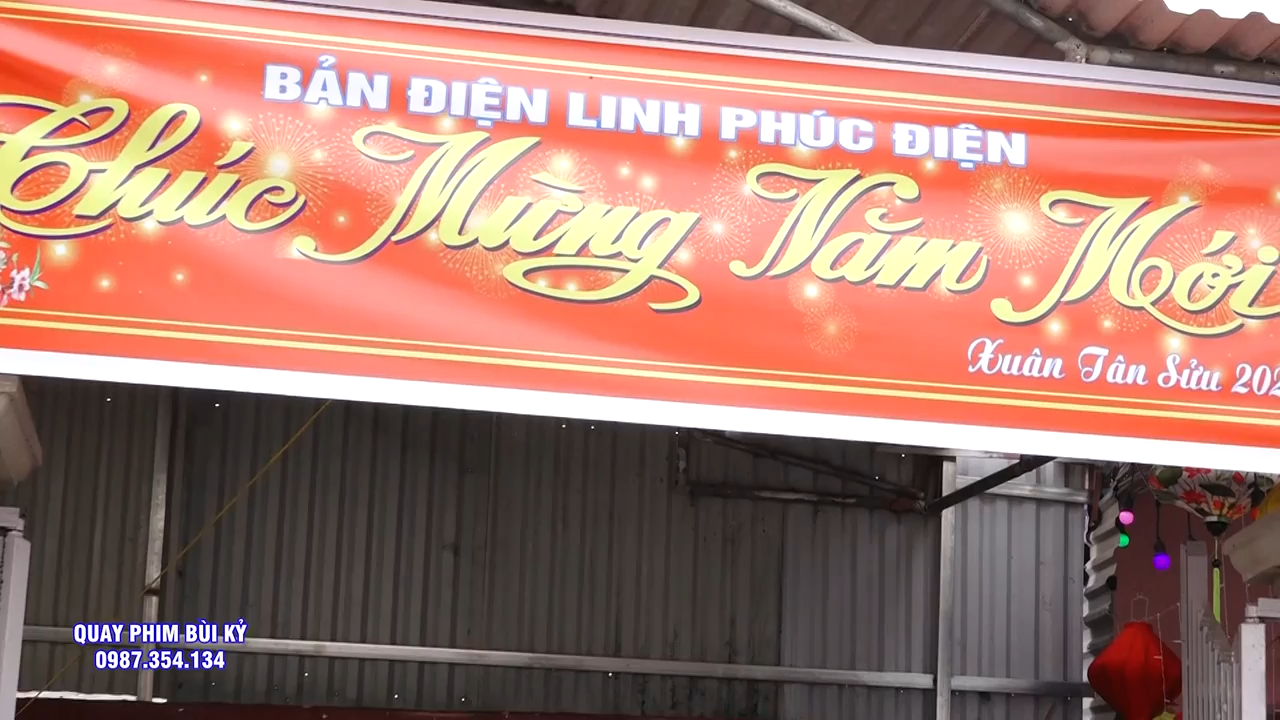 BẢN ĐIỆN LINH PHÚC ĐIỆN
Chúc Mừng Năm Mới
Xuân Tân Sửu 202
QUAY PHIM BÙI KỶ
0987.354.134